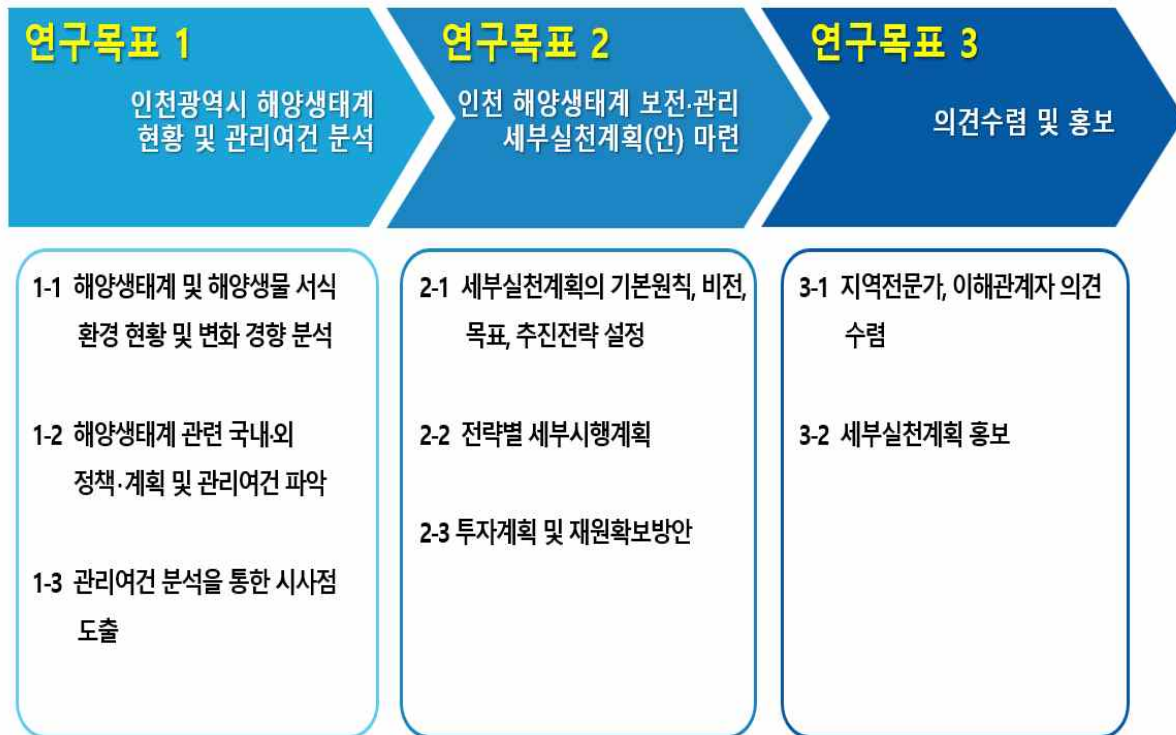 연구목표 1
인천광역시 해양생태계
현황 및 관리여건 분석
연구목표 2
인천 해양생태계 보전·관리
세부실천계획(안) 마련
연구목표 3
의견수렴 및 홍보
1-1 해양생태계 및 해양생물 서식
환경 현황 및 변화 경향 분석
1-2 해양생태계 관련 국내·외
정책·계획 및 관리여건 파악
1-3 관리여건 분석을 통한 시사점
도출
2-1 세부실천계획의 기본원칙, 비전,
목표, 추진전략 설정
2-2 전략별 세부시행계획
2-3 투자계획 및 재원확보방안
3-1 지역전문가, 이해관계자 의견
수렴
3-2 세부실천계획 홍보